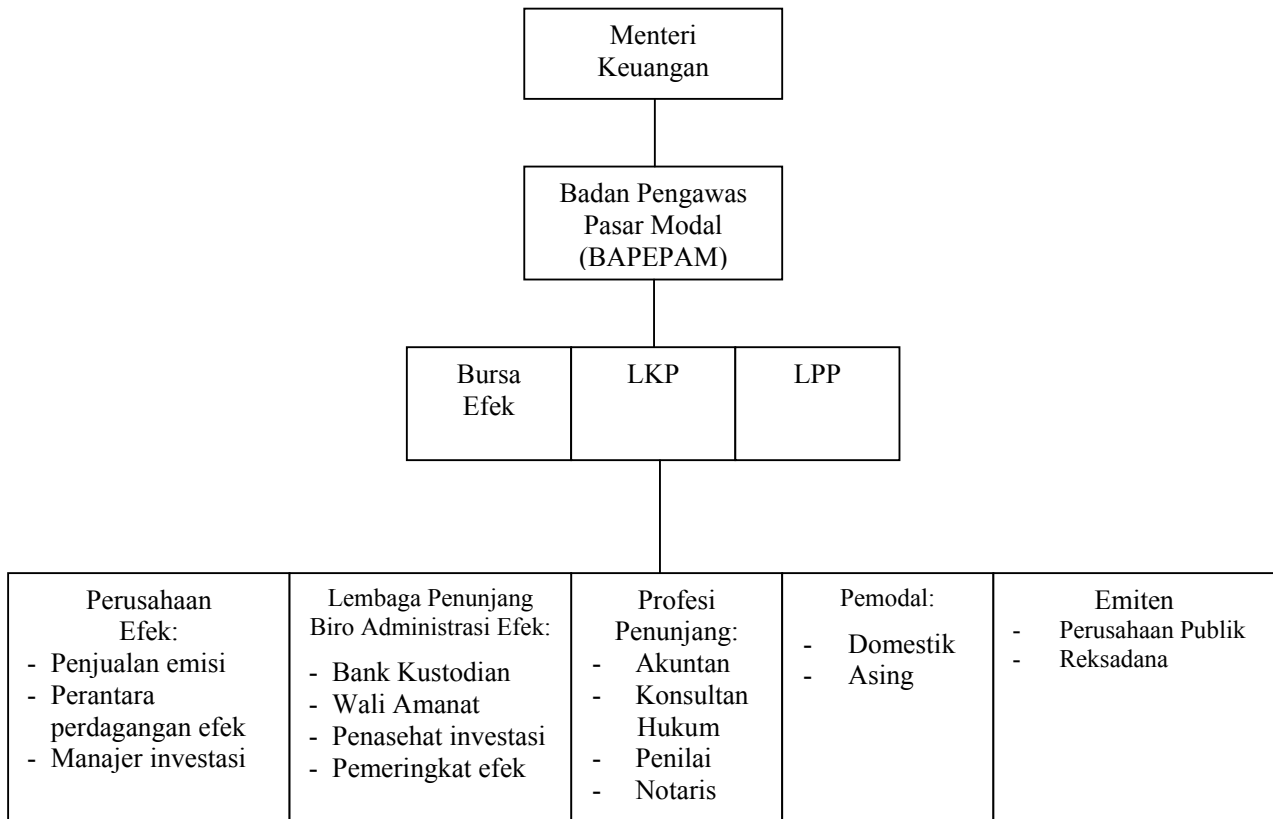 Menteri
Keuangan
Badan Pengawas
Pasar Modal
(BAPEPAM)
Bursa
Efek
LKP
LPP
Perusahaan
Efek:
- Penjualan emisi
- Perantara
perdagangan efek
- Manajer investasi
Lembaga Penunjang
Biro Administrasi Efek:
- Bank Kustodian
- Wali Amanat
- Penasehat investasi
- Pemeringkat efek
Profesi
Penunjang:
- Akuntan
- Konsultan
Hukum
- Penilai
- Notaris
Pemodal:
- Domestik
- Asing
Emiten
- Perusahaan Publik
- Reksadana